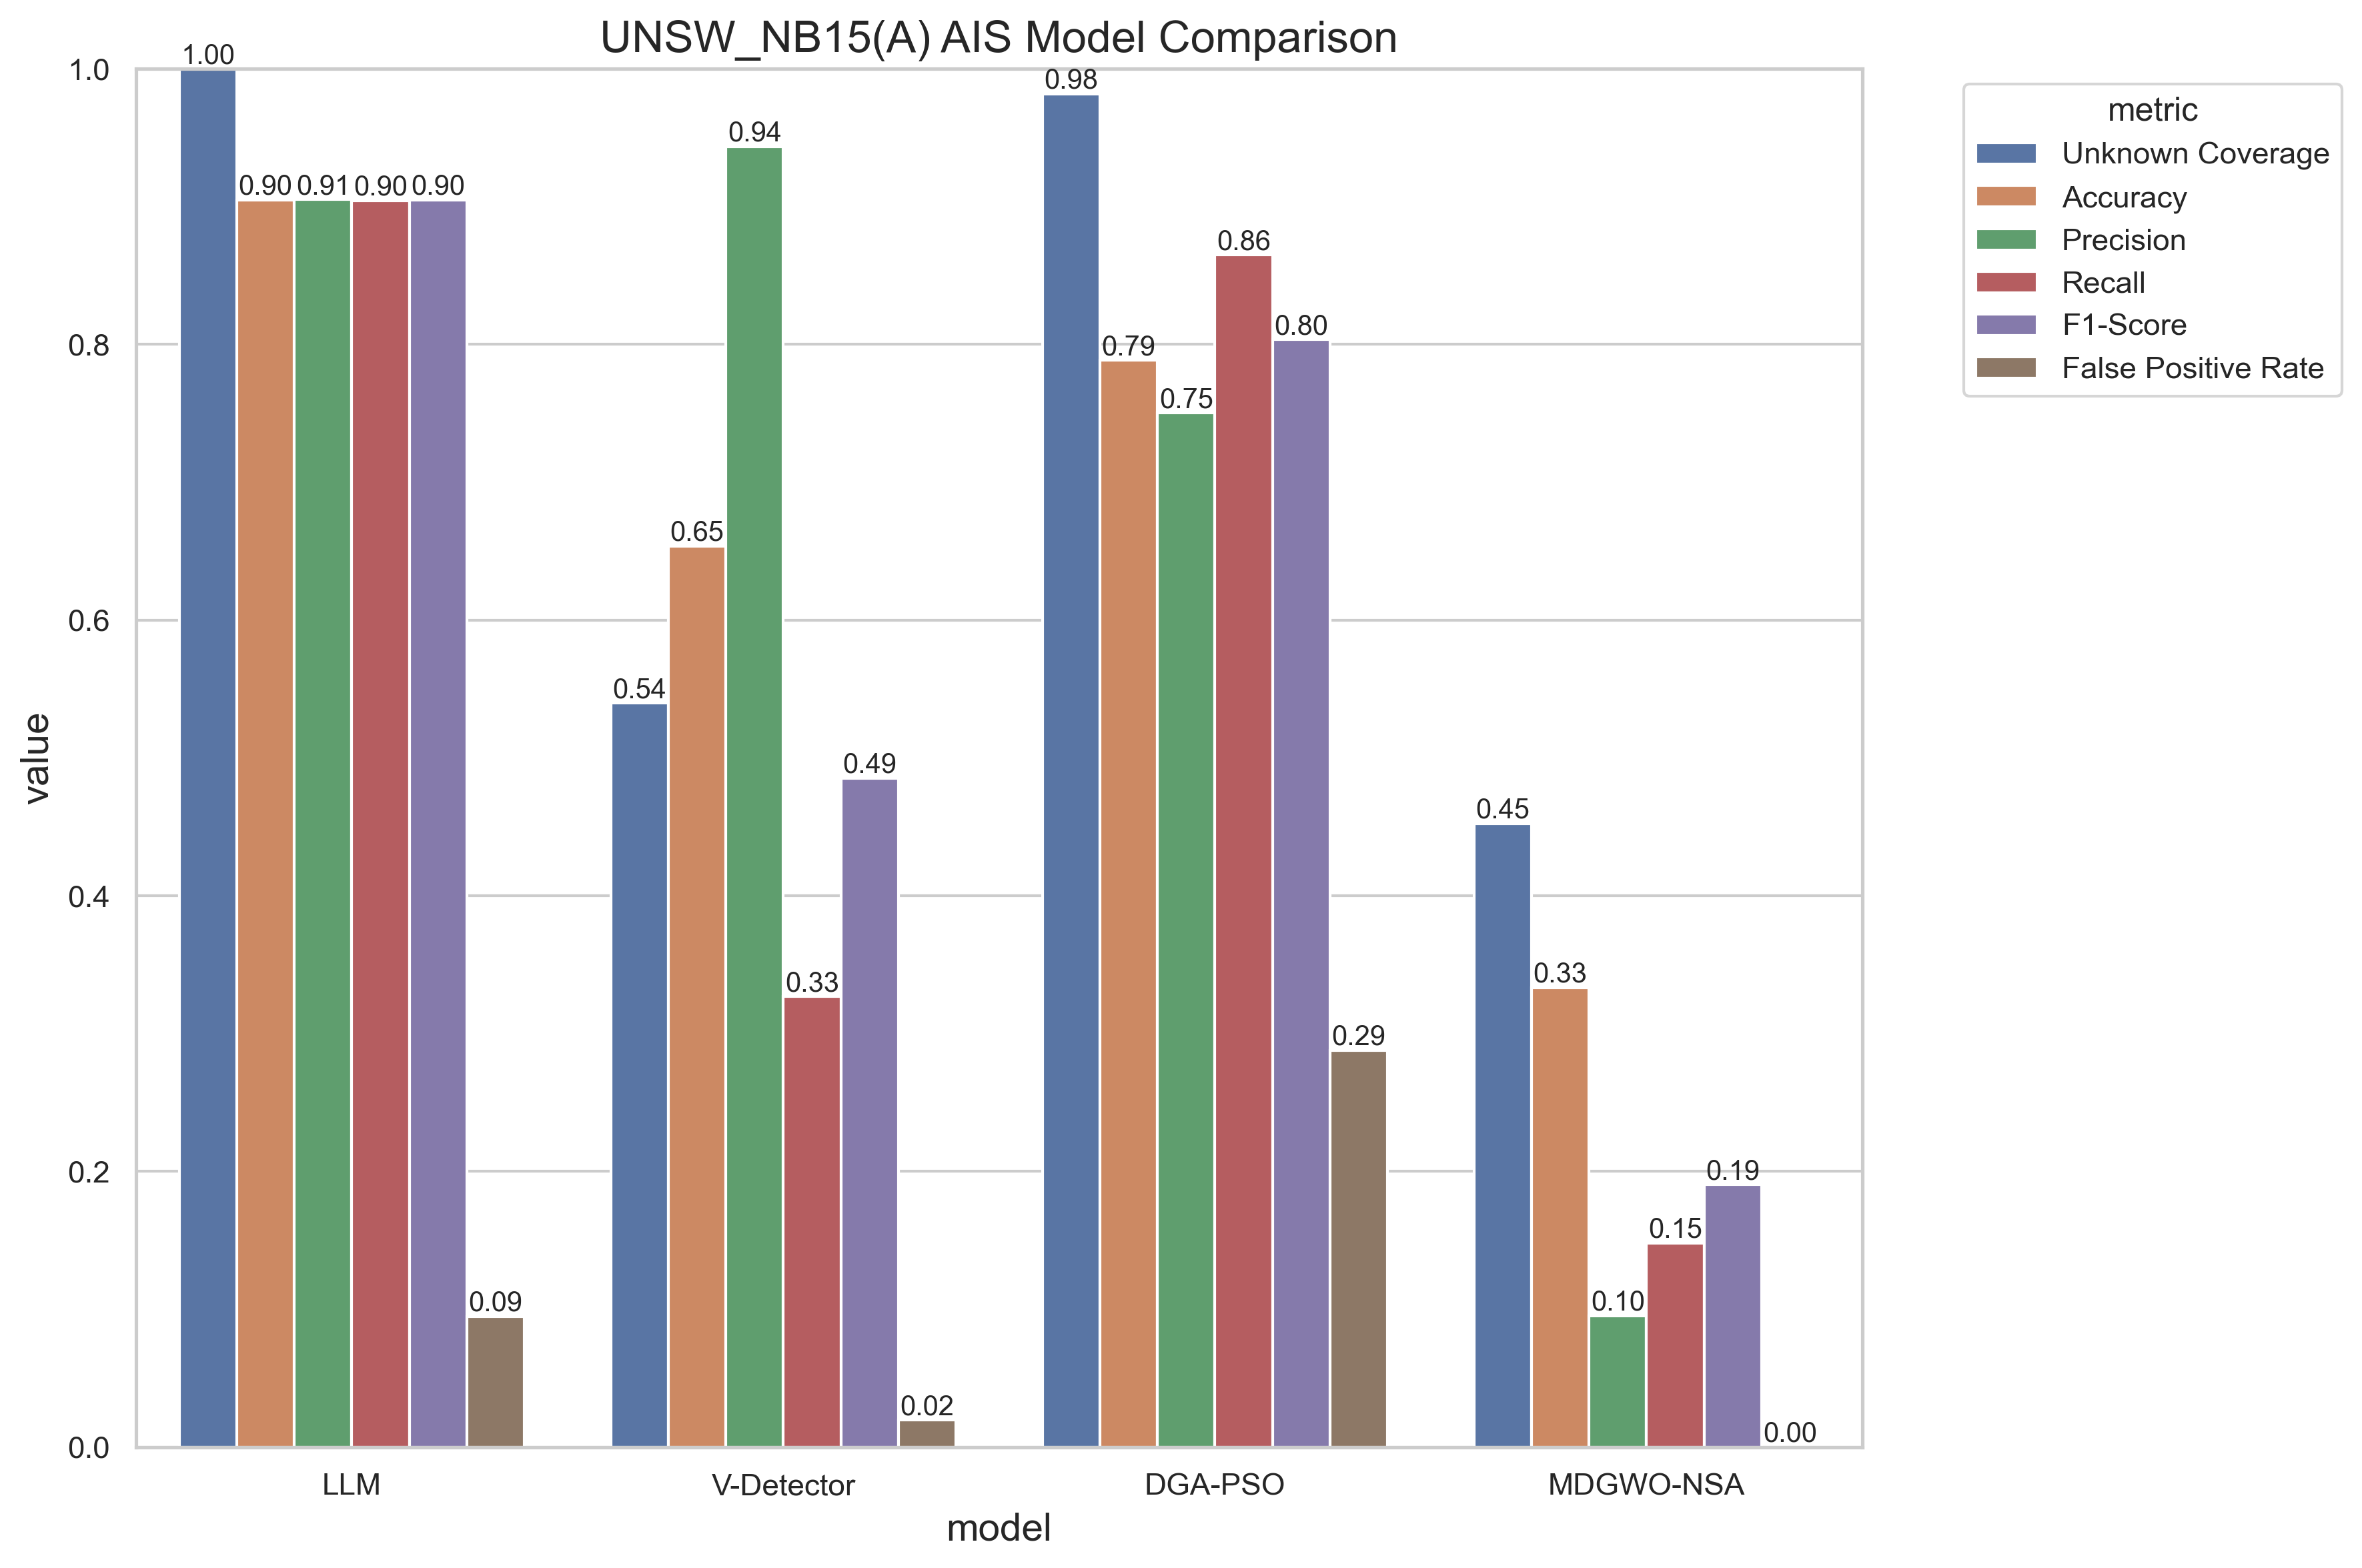 UNSW_NB15(A) AIS Model Comparison
metric
Unknown Coverage
Accuracy
Precision
Recall
F1-Score
False Positive Rate
value
1.0
0.8
0.6
0.4
0.2
0.0
1.00
0.90
0.91
0.90
0.90
0.09
0.54
0.65
0.94
0.33
0.49
0.02
0.98
0.79
0.75
0.86
0.80
0.29
0.45
0.33
0.10
0.15
0.19
0.00
LLM
V-Detector
DGA-PSO
MDGWO-NSA
model